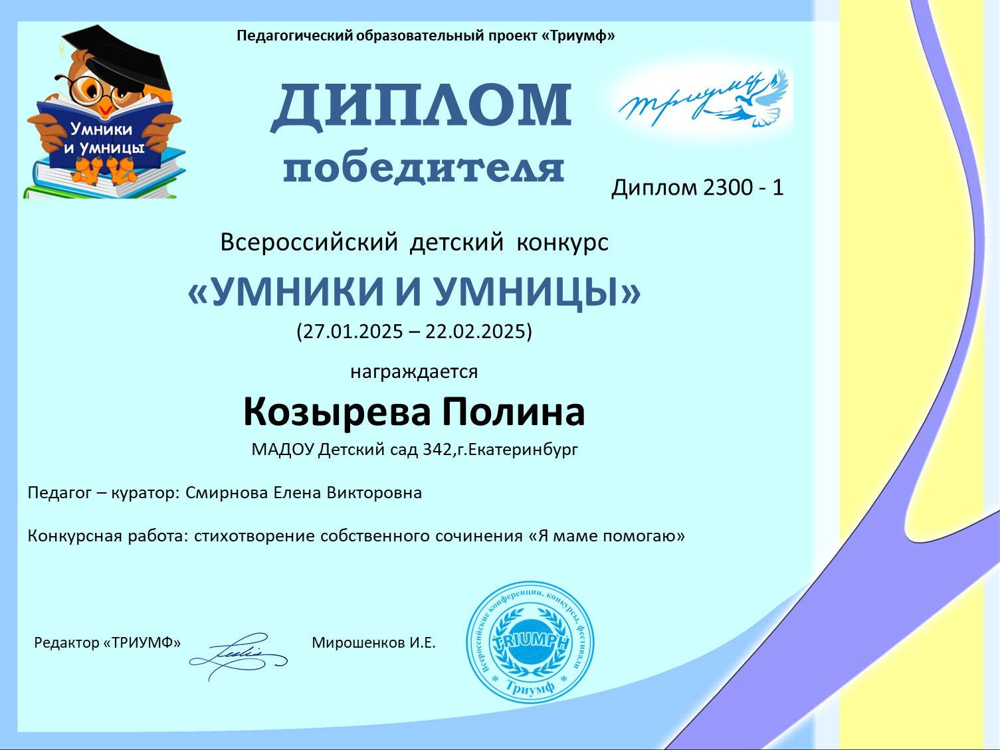 Педагогический образовательный проект «Триумф»
Умники
и Умницы
ДИПЛОМ
триумф
победителя
Диплом 2300 - 1
Всероссийский детский конкурс
«УМНИКИ И УМНИЦЫ»
(27.01.2025 – 22.02.2025)
награждается
Козырева Полина
МАДОУ Детский сад 342,г.Екатеринбург
Педагог – куратор: Смирнова Елена Викторовна
Конкурсная работа: стихотворение собственного сочинения «Я маме помогаю»
Редактор «ТРИУМФ»
Мирошенков И.Е.
Всероссийские конференции, конкурсы, фестивали
TRIUMPH
* Триумф *